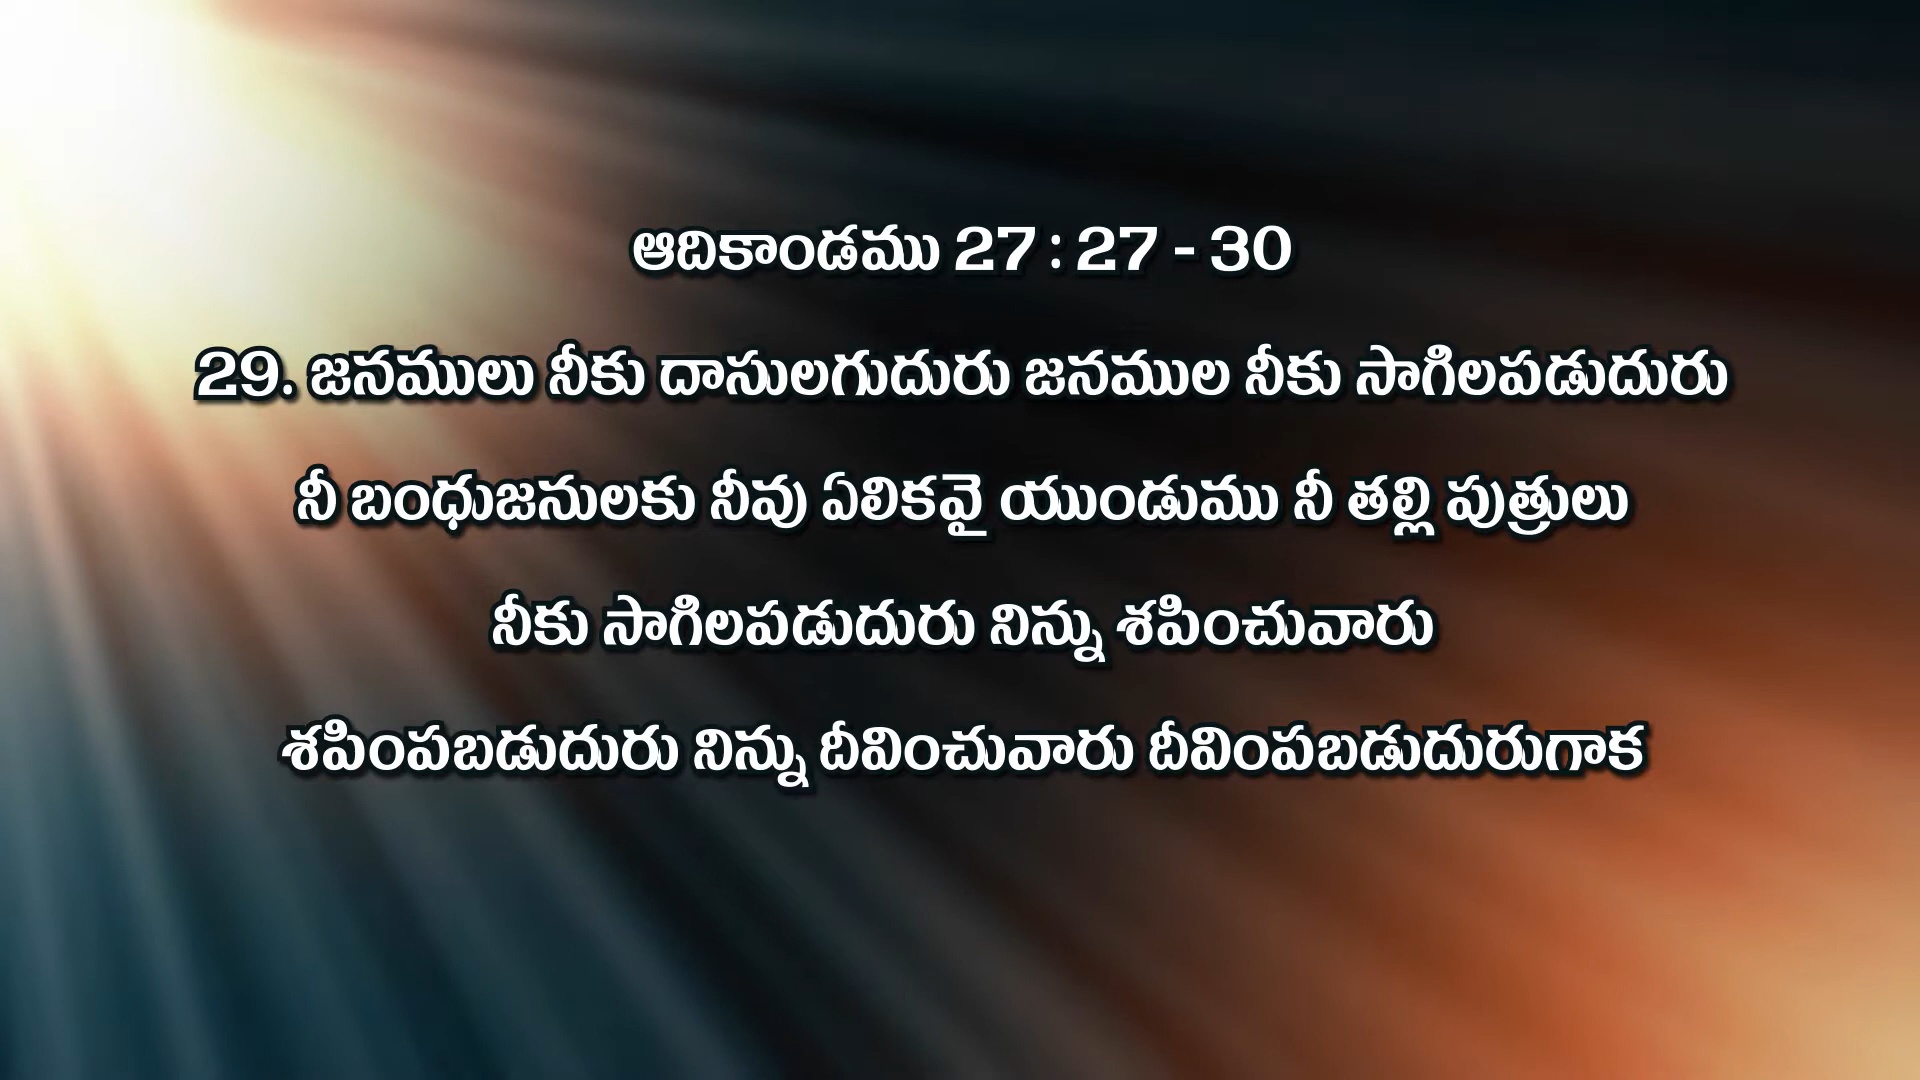 ఆదికాండము 27 : 27 - 30
29. జనములు నీకు దాసులగుదురు జనముల నీకు సాగిలపడుదురు
నీ బంధుజనులకు నీవు ఏలికవై యుండుము నీ తల్లి పుత్రులు
నీకు సాగిలపడుదురు నిన్ను శపించువారు
శపింపబడుదురు నిన్ను దీవించువారు దీవింపబడుదురుగాక